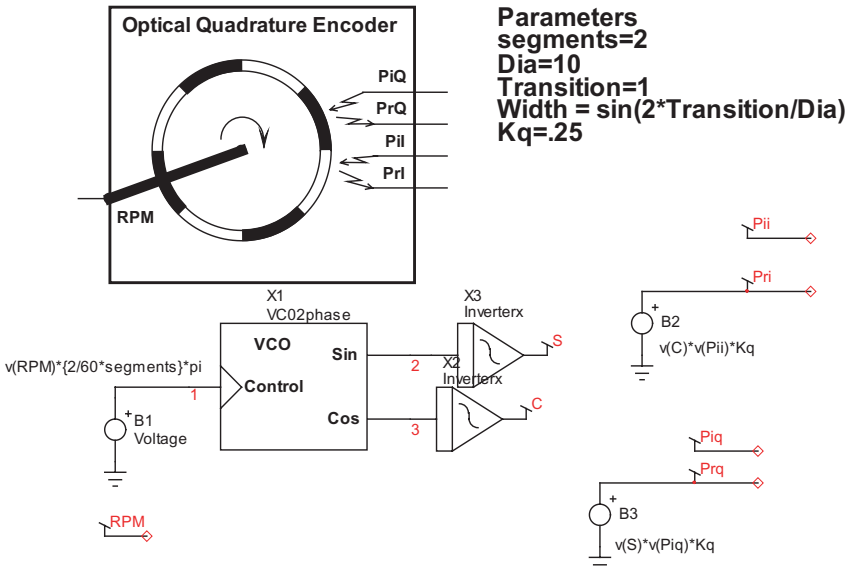 Optical Quadrature Encoder
PiQ
PrQ
PiI
PrI
RPM
Parameters
segments=2
Dia=10
Transition=1
Width = sin(2*Transition/Dia)
Kq=.25
Pii
Pri
B2
v(C)*v(Pii)*Kq
X1
VC02phase
X3
Inverterx
VCO
Sin
S
v(RPM)*{2/60*segments}*pi
2
X2
Inverterx
1
Control
C
B1
Voltage
Cos
3
Piq
Prq
RPM
B3
v(S)*v(Piq)*Kq